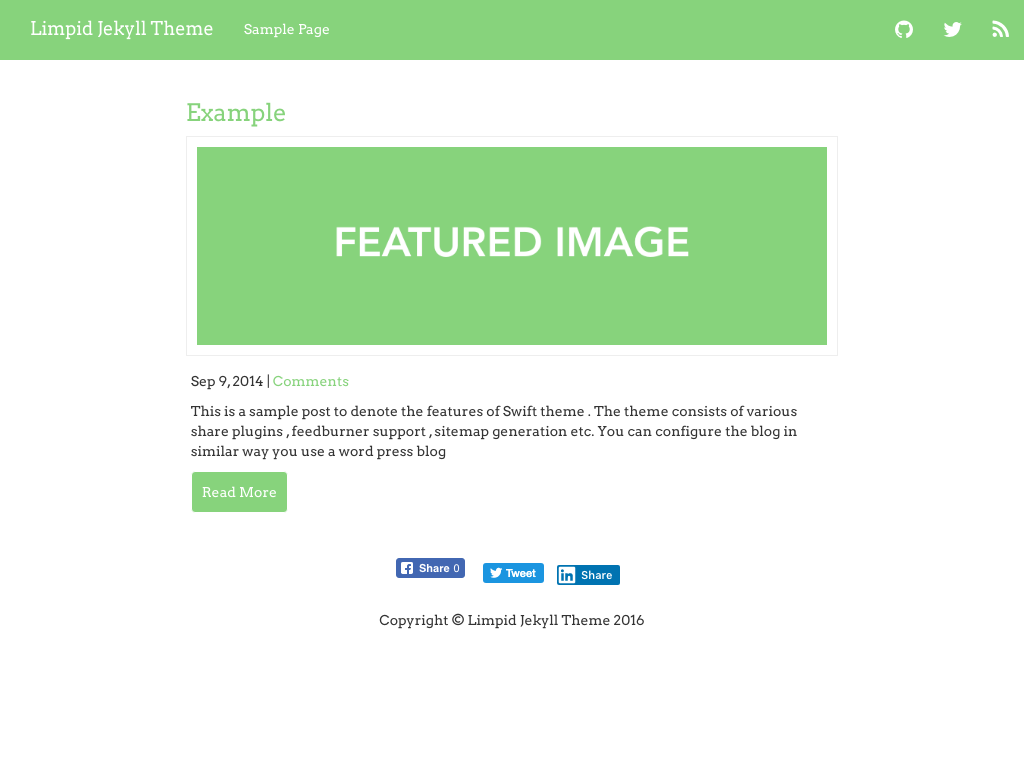 Limpid Jekyll Theme Sample Page
Example
FEATURED IMAGE
Sep 9, 2014 | Comments
This is a sample post to denote the features of Swift theme . The theme consists of various
share plugins , feedburner support , sitemap generation etc. You can configure the blog in
similar way you use a word press blog
Read More
Share 0 Tweet in Share
Copyright © Limpid Jekyll Theme 2016